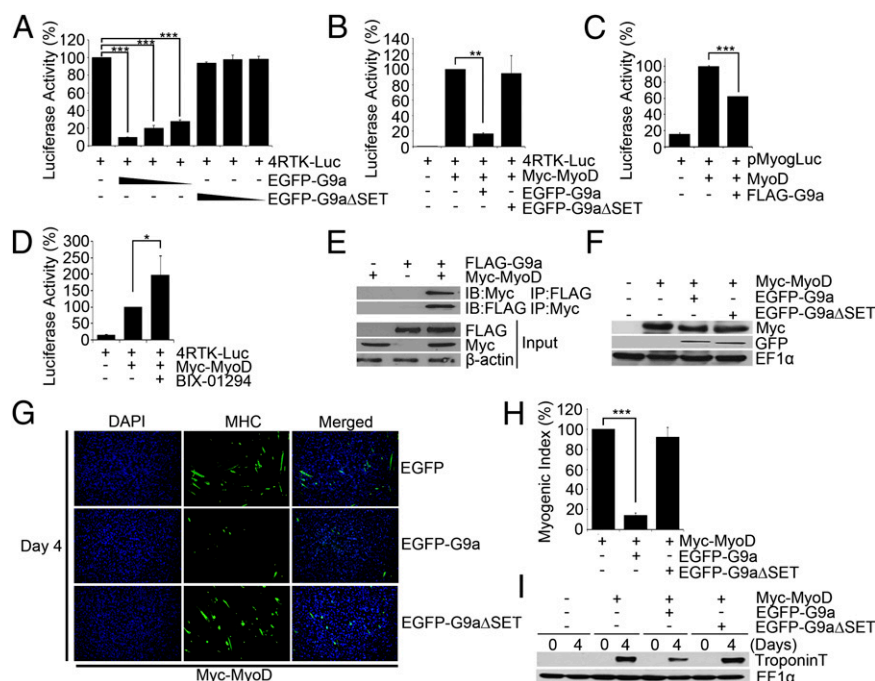 A
Luciferase Activity (%)
120
100
80
60
40
20
0
***
***
***
+ + + + + + + 4RTK-Luc
EGFP-G9a
EGFP-G9aΔSET
B
Luciferase Activity (%)
140
120
100
80
60
40
20
0
**
+ + + + 4RTK-Luc
- + + + Myc-MyoD
- - + - EGFP-G9a
- - - + EGFP-G9aΔSET
C
Luciferase Activity (%)
120
100
80
60
40
20
0
***
+ + + pMyogLuc
- + + MyoD
- - + FLAG-G9a
D
Luciferase Activity (%)
300
250
200
150
100
50
0
*
+ + + 4RTK-Luc
- + + Myc-MyoD
- - + BIX-01294
E
- + + FLAG-G9a
+ - + Myc-MyoD
IB:Myc IP:FLAG
IB:FLAG IP:Myc
FLAG
Myc
β-actin
Input
F
- + + + Myc-MyoD
- - + - EGFP-G9a
- - - + EGFP-G9aΔSET
Myc
GFP
EF1α
G
DAPI MHC Merged
EGFP
Day 4
EGFP-G9a
EGFP-G9aΔSET
Myc-MyoD
H
Myogenic Index (%)
120
100
80
60
40
20
0
***
+ + + Myc-MyoD
- + - EGFP-G9a
- - + EGFP-G9aΔSET
I
- + + + Myc-MyoD
- - + - EGFP-G9a
- - - + EGFP-G9aΔSET
0 4 0 4 0 4 0 4 (Days)
TroponinT
EF1α